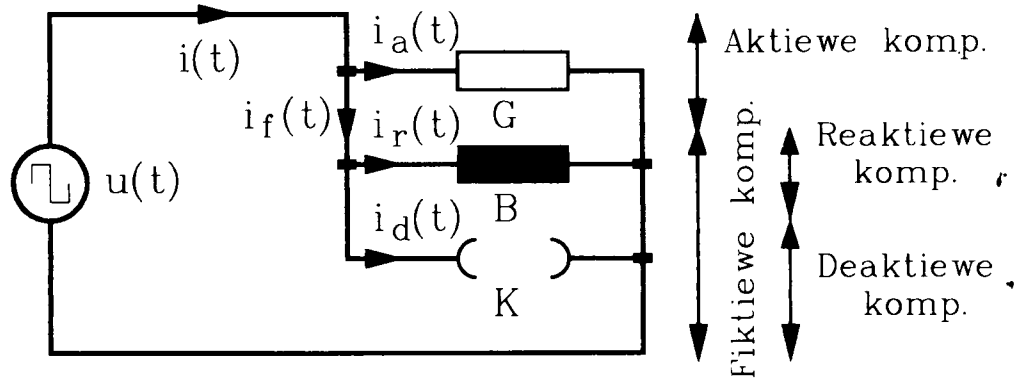 i(t)
i_a(t)
G
i_f(t)
i_r(t)
B
u(t)
i_d(t)
K
Aktiewe komp.
Fiktiewe komp.
Reaktiewe
komp.
Deaktiewe
komp.